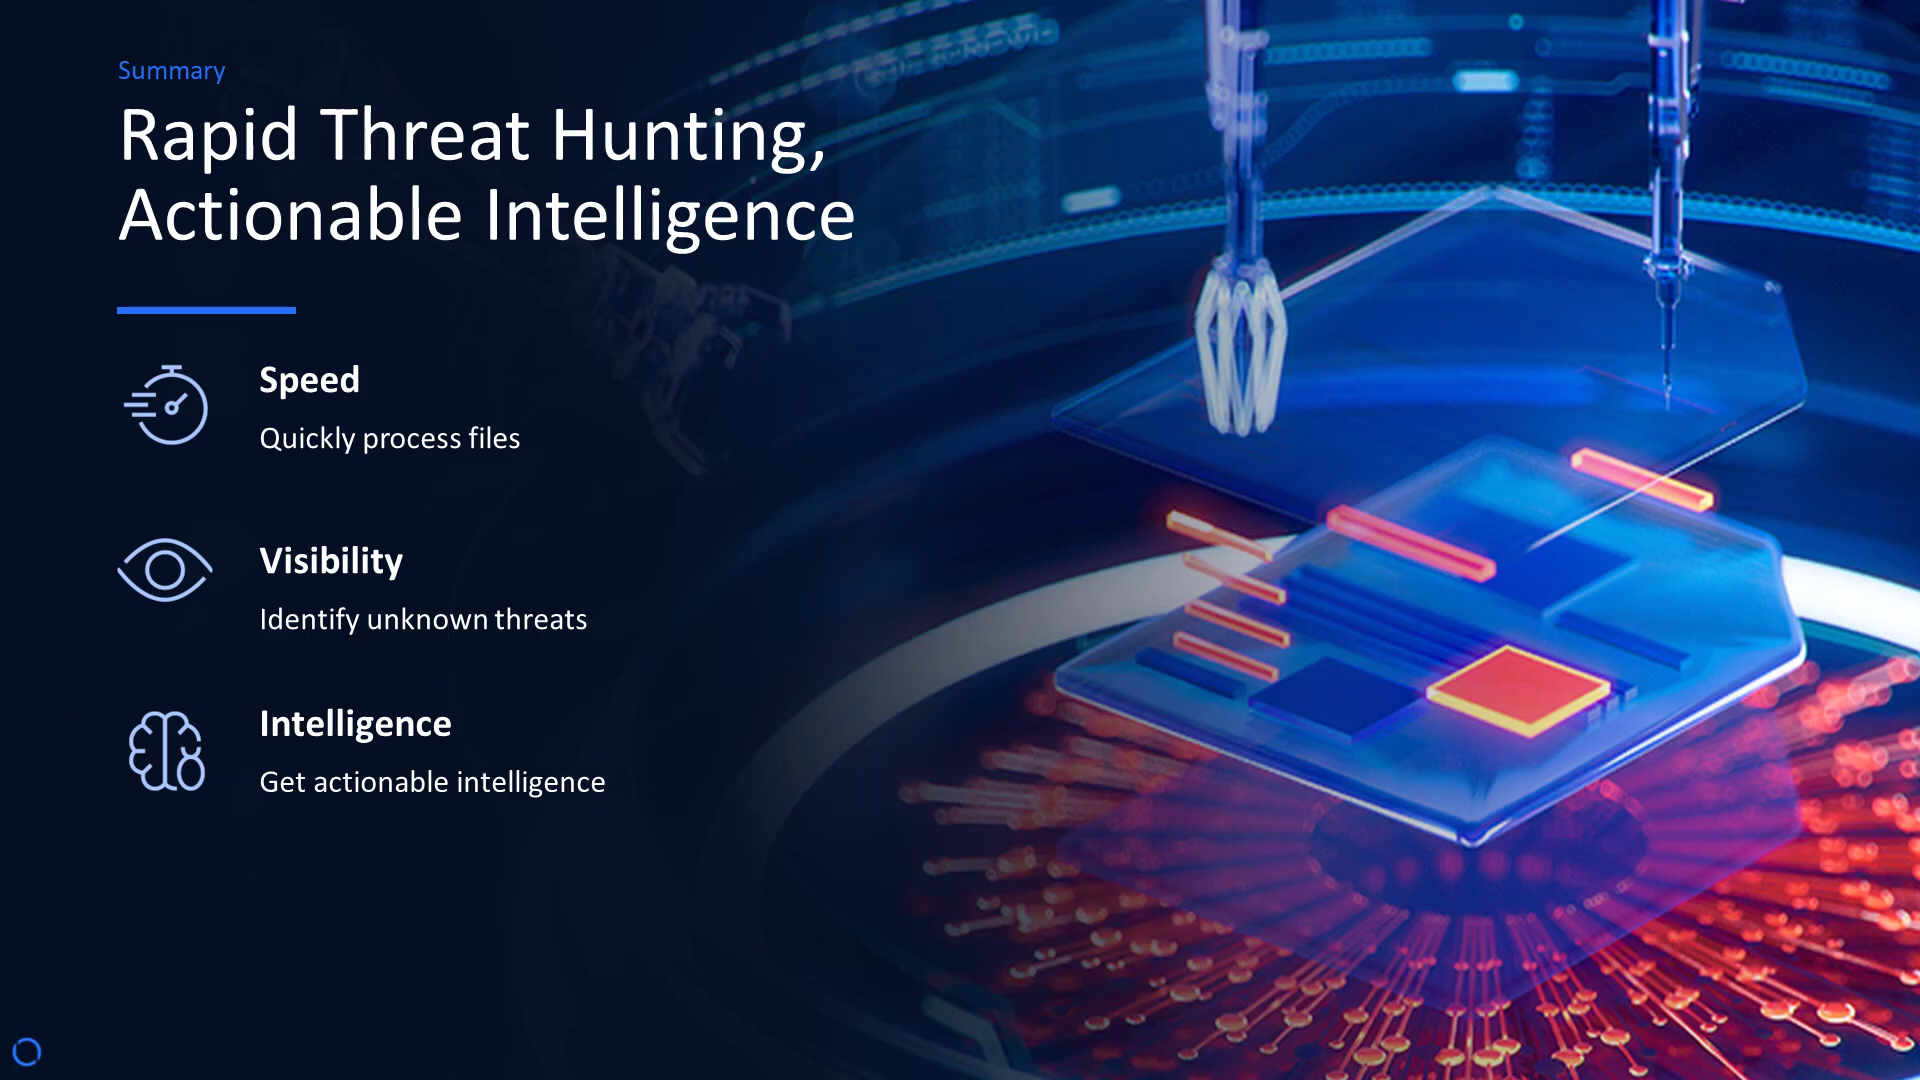 Summary
Rapid Threat Hunting,
Actionable Intelligence
Speed
Quickly process files
Visibility
Identify unknown threats
Intelligence
Get actionable intelligence